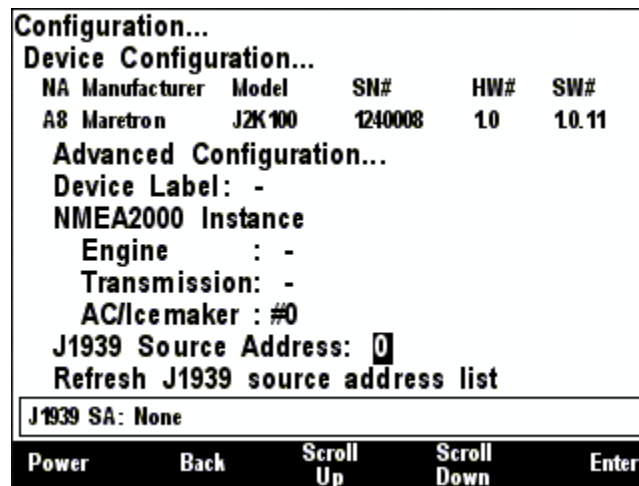 Configuration...
Device Configuration...
NA Manufacturer Model SN# HW# SW#
A8 Maretron J2K100 1240008 1.0 1.0.11
Advanced Configuration...
Device Label: -
NMEA2000 Instance
Engine : -
Transmission: -
AC/Icemaker : #0
J1939 Source Address: 0
Refresh J1939 source address list
J1939 SA: None
Power Back Scroll Up Scroll Down Enter